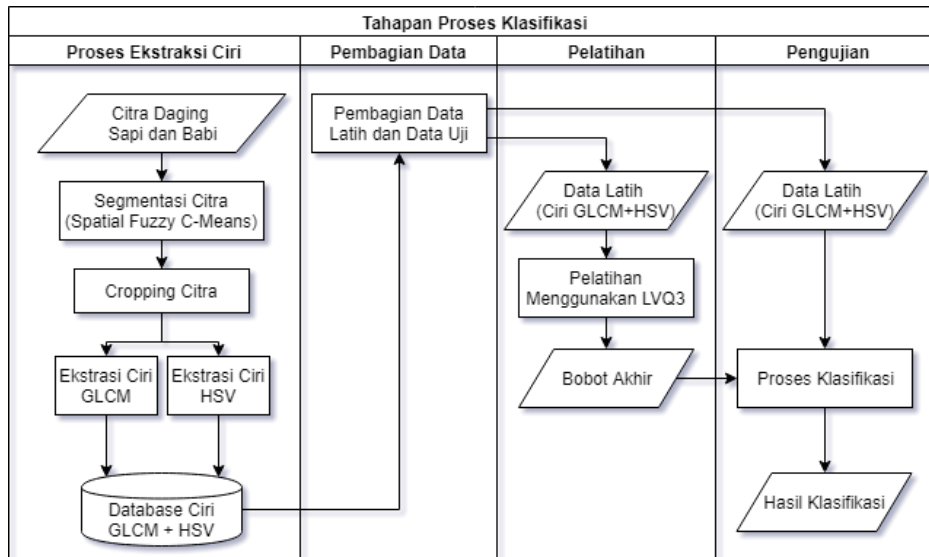 Tahapan Proses Klasifikasi
Proses Ekstraksi Ciri
Pembagian Data
Pelatihan
Pengujian
Citra Daging
Sapi dan Babi
Segmentasi Citra
(Spatial Fuzzy C-Means)
Cropping Citra
Ekstrasi Ciri
GLCM
Ekstrasi Ciri
HSV
Database Ciri
GLCM + HSV
Pembagian Data
Latih dan Data Uji
Data Latih
(Ciri GLCM+HSV)
Pelatihan
Menggunakan LVQ3
Bobot Akhir
Data Latih
(Ciri GLCM+HSV)
Proses Klasifikasi
Hasil Klasifikasi